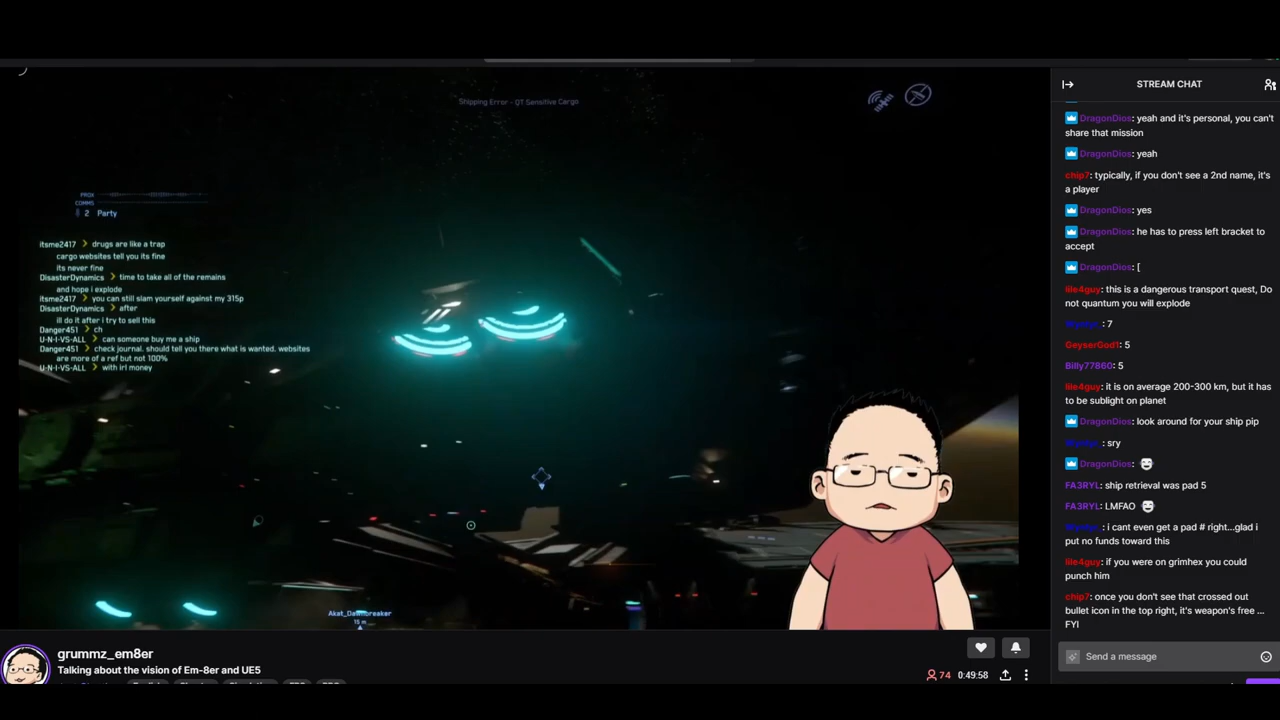 Shipping Error - QT Sensitive Cargo
PROX
COMMS
2 Party
itsme2417 > drugs are like a trap
cargo websites tell you its fine
its never fine
DisasterDynamics > time to take all of the remains
and hope i explode
itsme2417 > you can still slam yourself against my 315p
DisasterDynamics > after
ill do it after i try to sell this
Danger451 > ch
U-N-I-VS-ALL > can someone buy me a ship
Danger451 > check journal. should tell you there what is wanted. websites
are more of a ref but not 100%
U-N-I-VS-ALL > with irl money
Akat_Dawnbreaker
15 m
grummz_em8er
Talking about the vision of Em-8er and UE5
74 0:49:58
STREAM CHAT
DragonDios: yeah and it's personal, you can't
share that mission
DragonDios: yeah
chip7: typically, if you don't see a 2nd name, it's
a player
DragonDios: yes
DragonDios: he has to press left bracket to
accept
DragonDios: [
lile4guy: this is a dangerous transport quest, Do
not quantum you will explode
: 7
GeyserGod1: 5
Billy77860: 5
lile4guy: it is on average 200-300 km, but it has
to be sublight on planet
DragonDios: look around for your ship pip
: sry
DragonDios:
FA3RYL: ship retrieval was pad 5
FA3RYL: LMFAO
: i cant even get a pad # right...glad i
put no funds toward this
lile4guy: if you were on grimhex you could
punch him
chip7: once you don't see that crossed out
bullet icon in the top right, it's weapon's free ...
FYI
Send a message